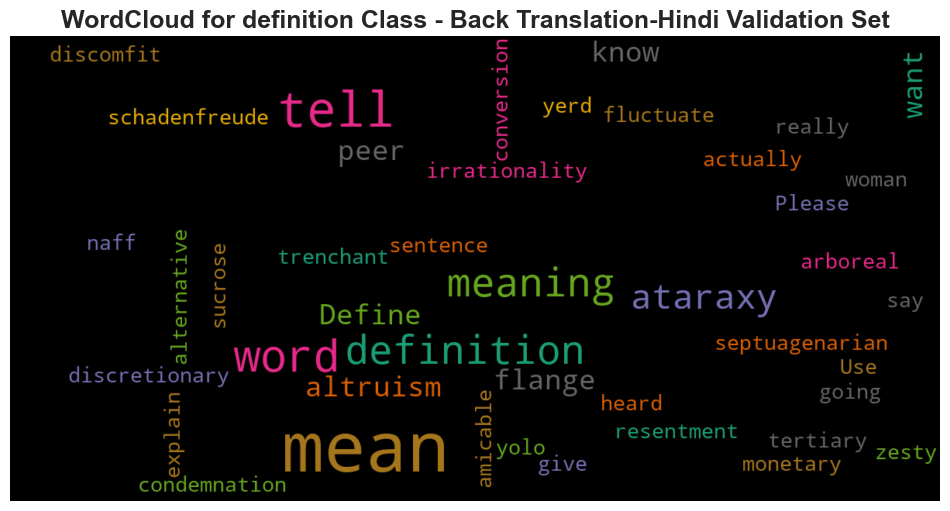 WordCloud for definition Class - Back Translation-Hindi Validation Set
discomfit
conversion
know
want
schadenfreude
tell
yerd
fluctuate
really
peer
irrationality
actually
woman
Please
naff
alternative
sucrose
trenchant
sentence
arboreal
meaning
ataraxy
say
Define
word
definition
septuagenarian
Use
discretionary
altruism
flange
going
explain
amicable
heard
mean
yolo
give
resentment
tertiary
monetary
zesty
condemnation